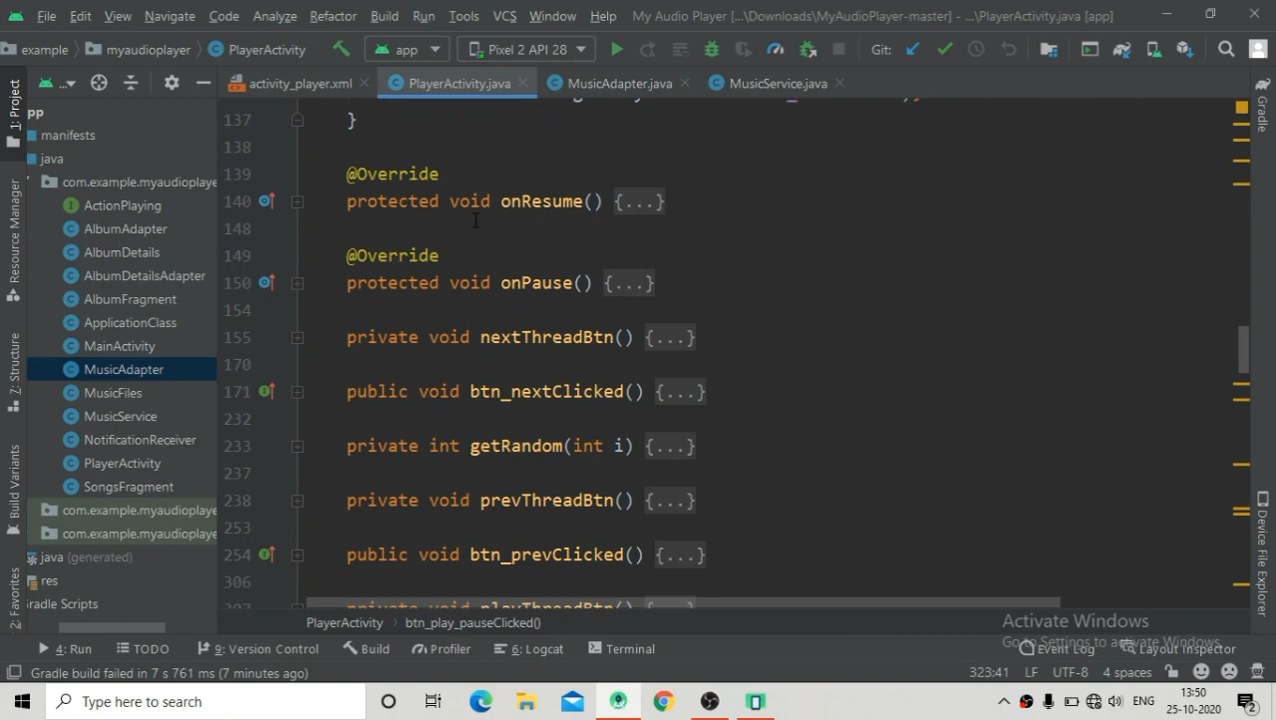 File Edit View Navigate Code Analyze Refactor Build Run Tools VCS Window Help My Audio Player [...\Downloads\MyAudioPlayer-master] - ...\PlayerActivity.java [app]
example myaudioplayer PlayerActivity app Pixel 2 API 28 Git:
... activity_player.xml PlayerActivity.java MusicAdapter.java MusicService.java
1: Project
Resource Manager
Z: Structure
Build Variants
2: Favorites
pp
manifests
java
com.example.myaudioplaye
ActionPlaying
AlbumAdapter
AlbumDetails
AlbumDetailsAdapter
AlbumFragment
ApplicationClass
MainActivity
MusicAdapter
MusicFiles
MusicService
NotificationReceiver
PlayerActivity
SongsFragment
com.example.myaudioplaye
com.example.myaudioplaye
java (generated)
res
radle Scripts
137 }
138
139 @Override
140 protected void onResume() {...}
148
149 @Override
150 protected void onPause() {...}
154
155 private void nextThreadBtn() {...}
170
171 public void btn_nextClicked() {...}
232
233 private int getRandom(int i) {...}
237
238 private void prevThreadBtn() {...}
253
254 public void btn_prevClicked() {...}
306
307 private void playThreadBtn() {...}
Gradle
Device File Explorer
PlayerActivity › btn_play_pauseClicked()
Activate Windows
Go to Settings to activate Windows.
4: Run TODO 9: Version Control Build Profiler 6: Logcat Terminal Event Log Layout Inspector
Gradle build failed in 7 s 761 ms (7 minutes ago) 323:41 LF UTF-8 4 spaces
Type here to search ENG 13:50
25-10-2020 2